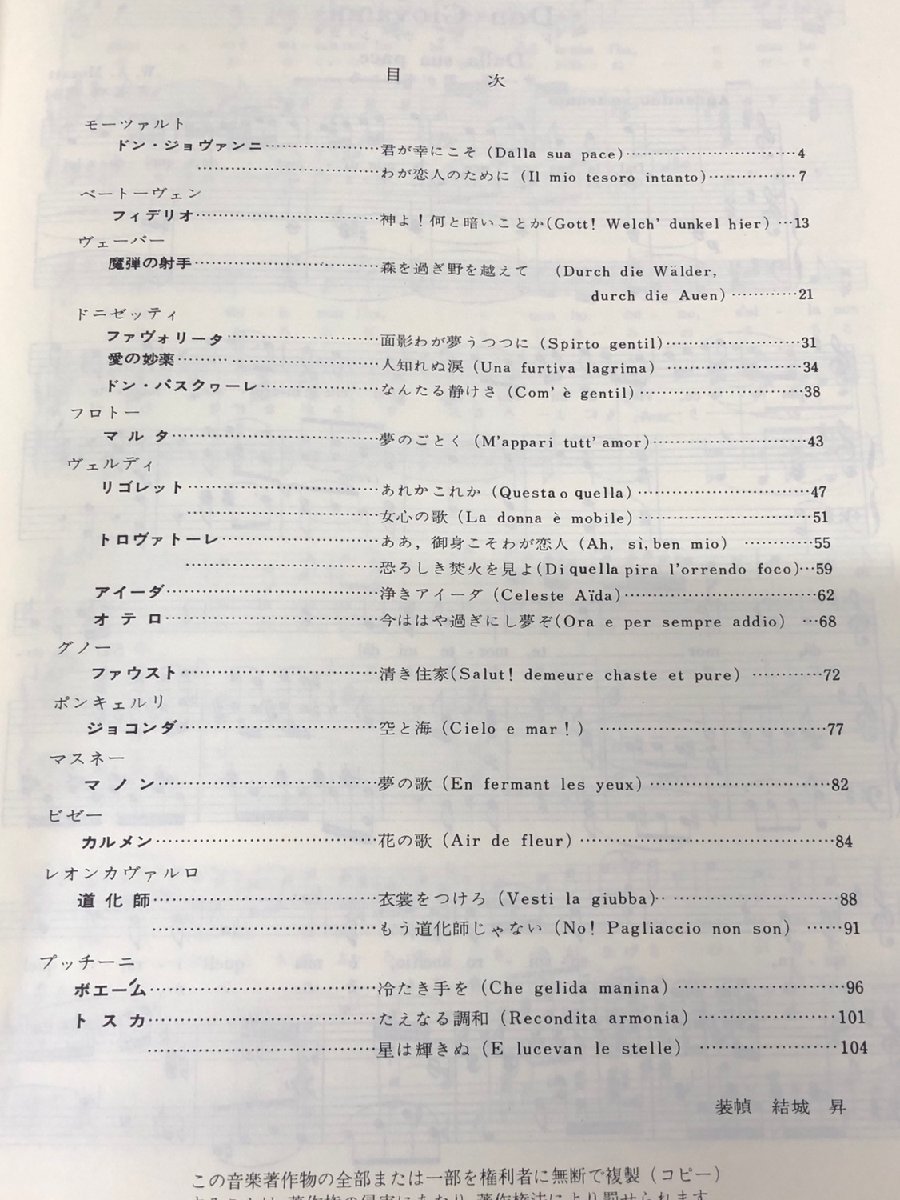 目次
モーツァルト
ドン・ジョヴァンニ……………君が幸にこそ (Dalla sua pace)……………4
……………わが恋人のために (Il mio tesoro intanto)……………7
ベートーヴェン
フィデリオ……………神よ！何と暗いことか(Gott! Welch' dunkel hier) …13
ヴェーバー
魔弾の射手……………森を過ぎ野を越えて (Durch die Wälder,
durch die Auen) …………21
ドニゼッティ
ファヴォリータ……………面影わが夢うつつに (Spirto gentil)……………31
愛の妙薬……………人知れぬ涙 (Una furtiva lagrima) ……………34
ドン・パスクヮーレ……………なんたる静けさ (Com' è gentil)……………38
フロトー
マルタ……………夢のごとく (M'appari tutt' amor)……………43
ヴェルディ
リゴレット……………あれかこれか (Questa o quella) ……………47
……………女心の歌 (La donna è mobile)……………51
トロヴァトーレ……………ああ，御身こそわが恋人 (Ah, sì, ben mio) …………55
……………恐ろしき焚火を見よ(Di quella pira l'orrendo foco)…59
アイーダ……………浄きアイーダ (Celeste Aïda)……………62
オテロ……………今ははや過ぎにし夢ぞ(Ora e per sempre addio) …68
グノー
ファウスト……………清き住家(Salut! demeure chaste et pure) …………72
ポンキェルリ
ジョコンダ……………空と海 (Cielo e mar!) ……………77
マスネー
マノン……………夢の歌 (En fermant les yeux)……………82
ビゼー
カルメン……………花の歌 (Air de fleur)……………84
レオンカヴァルロ
道化師……………衣裳をつけろ (Vesti la giubba)……………88
……………もう道化師じゃない (No! Pagliaccio non son) ……91
プッチーニ
ボエーム……………冷たき手を (Che gelida manina) ……………96
トスカ……………たえなる調和 (Recondita armonia) ……………101
……………星は輝きぬ (E lucevan le stelle) ……………104
装幀 結城 昇
この音楽著作物の全部または一部を権利者に無断で複製（コピー）